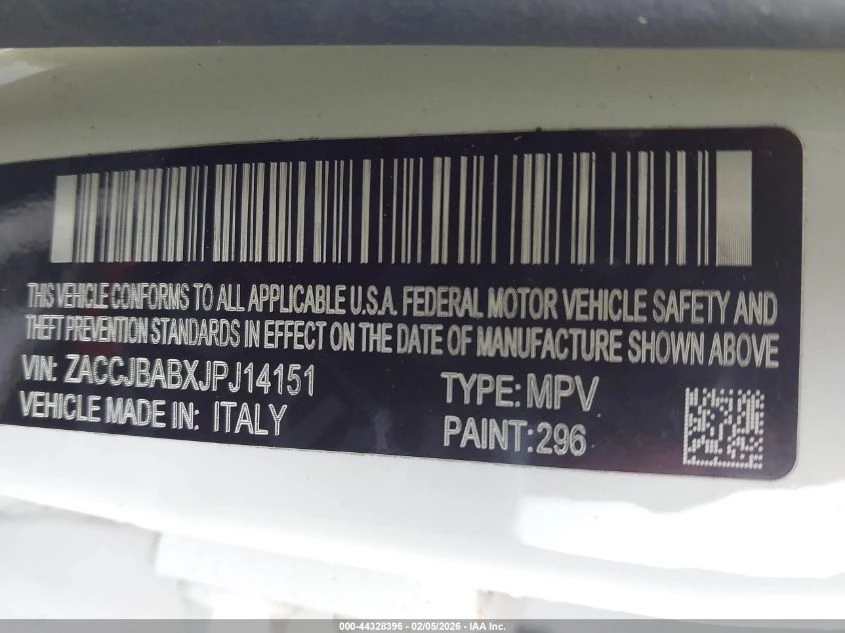 THIS VEHICLE CONFORMS TO ALL APPLICABLE U.S.A. FEDERAL MOTOR VEHICLE SAFETY AND
THEFT PREVENTION STANDARDS IN EFFECT ON THE DATE OF MANUFACTURE SHOWN ABOVE
VIN: ZACCJBABXJPJ14151
TYPE: MPV
VEHICLE MADE IN: ITALY
PAINT:296
000-44328396 - 02/05/2026 - IAA Inc.